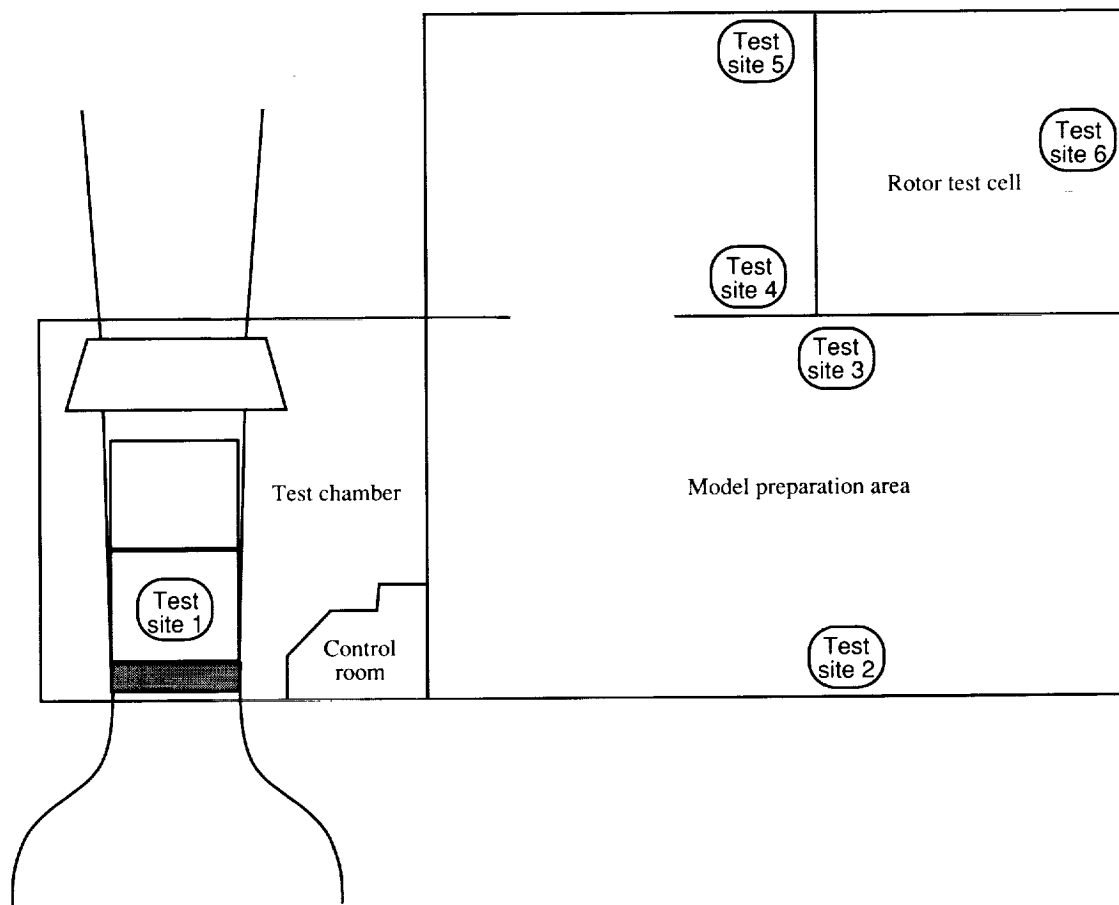 Test
site 5
Test
site 6
Rotor test cell
Test
site 4
Test
site 3
Test chamber
Model preparation area
Test
site 1
Control
room
Test
site 2